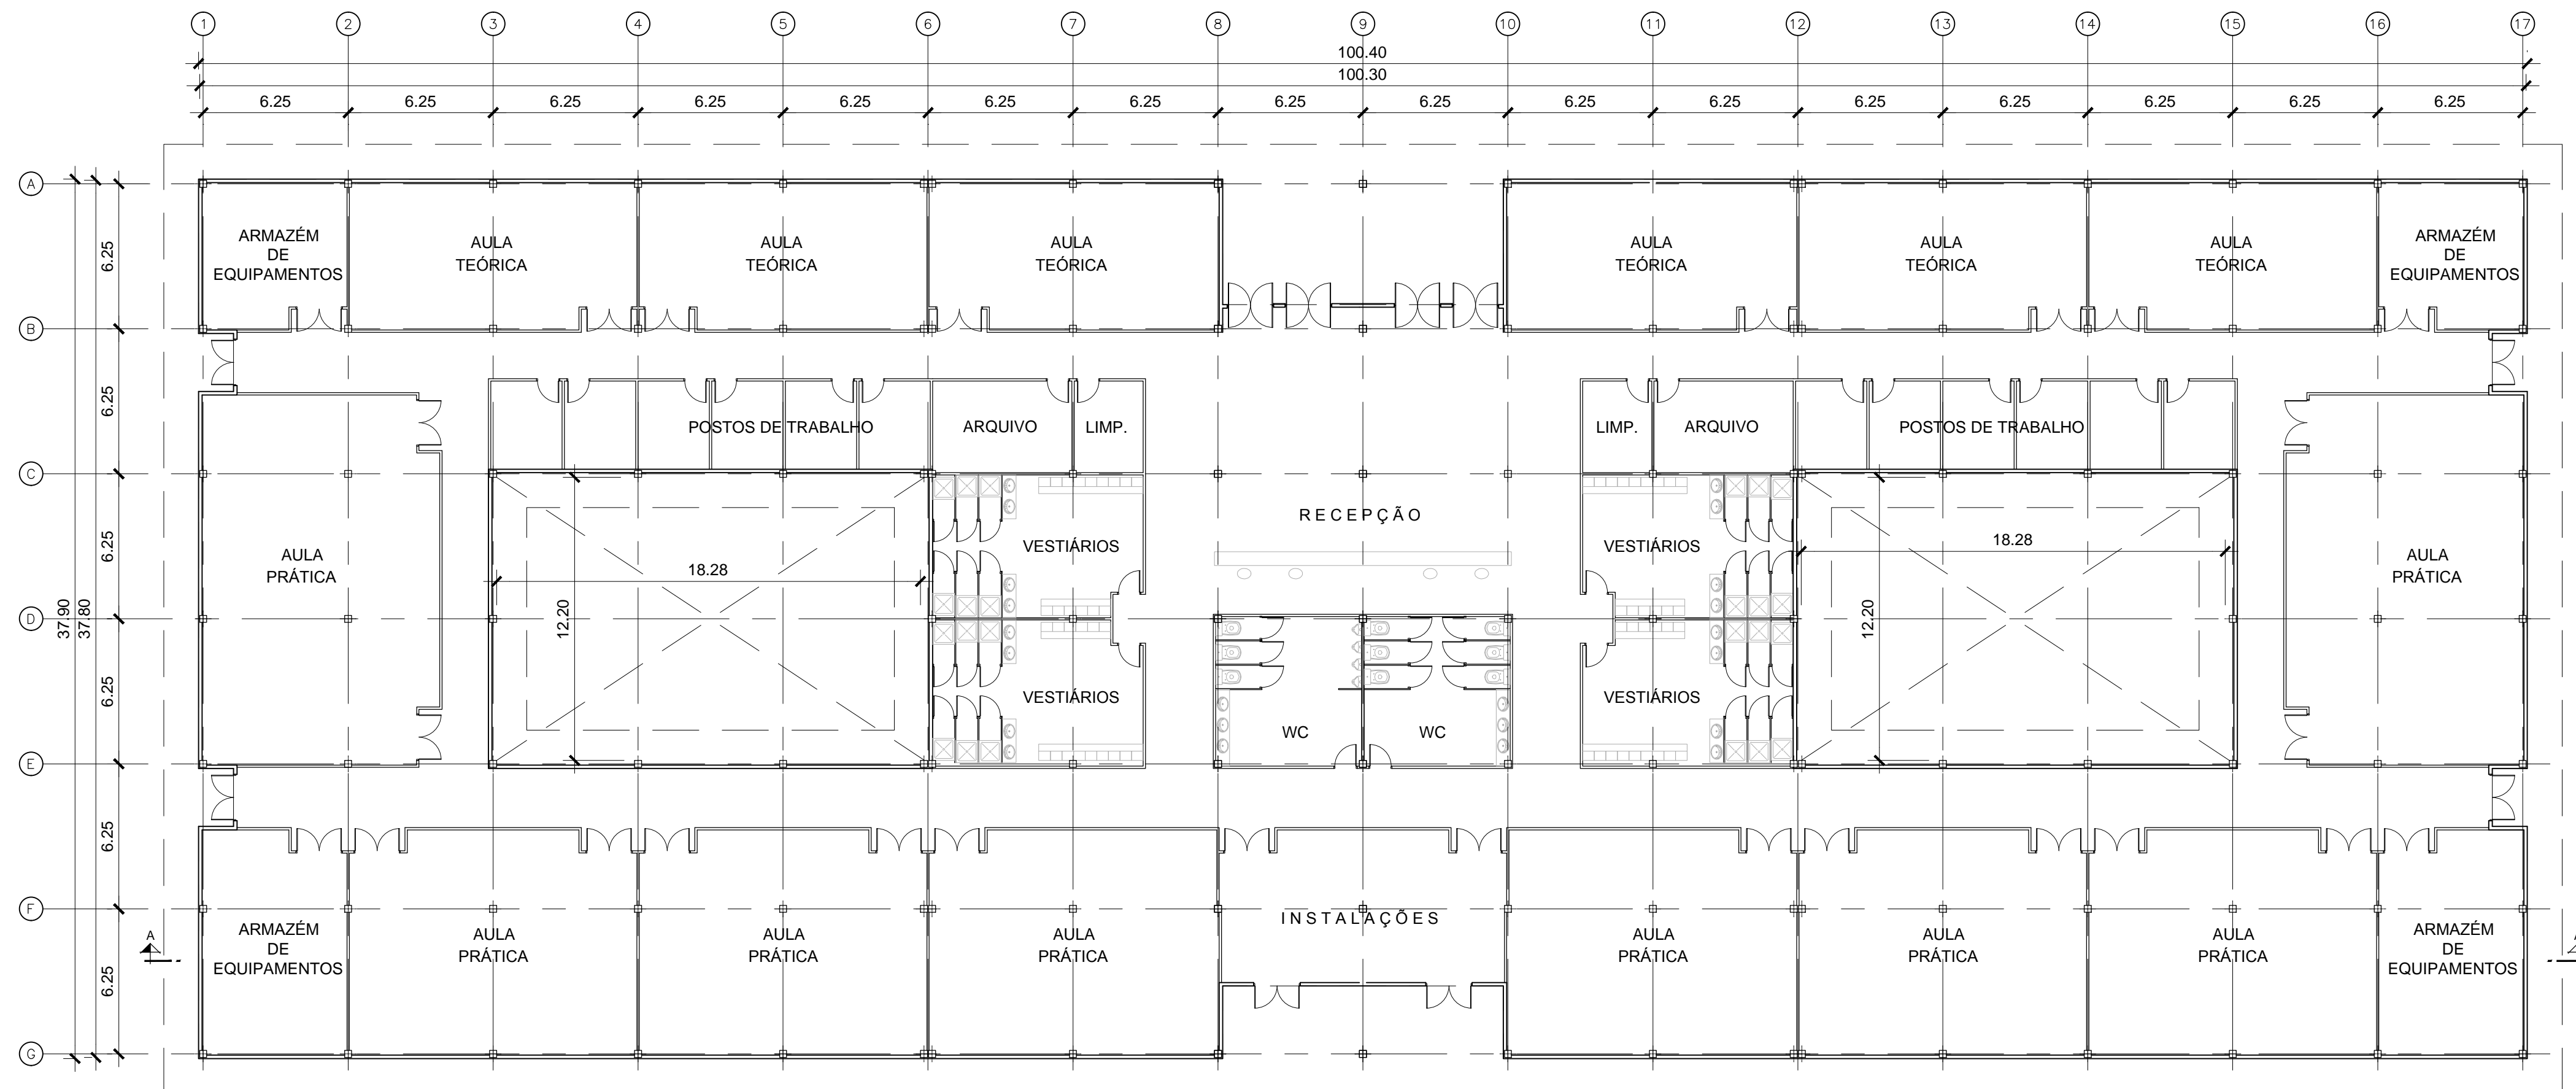 1 2 3 4 5 6 7 8 9 10 11 12 13 14 15 16 17
100.40
100.30
6.25 6.25 6.25 6.25 6.25 6.25 6.25 6.25 6.25 6.25 6.25 6.25 6.25 6.25 6.25 6.25
A
B
C
D
E
F
G
6.25
6.25
6.25
6.25
6.25
6.25
37.90
37.80
ARMAZÉM
DE
EQUIPAMENTOS
AULA
TEÓRICA
AULA
TEÓRICA
AULA
TEÓRICA
AULA
TEÓRICA
AULA
TEÓRICA
AULA
TEÓRICA
ARMAZÉM
DE
EQUIPAMENTOS
POSTOS DE TRABALHO
ARQUIVO
LIMP.
LIMP.
ARQUIVO
POSTOS DE TRABALHO
AULA
PRÁTICA
18.28
12.20
VESTIÁRIOS
VESTIÁRIOS
RECEPÇÃO
WC
WC
VESTIÁRIOS
VESTIÁRIOS
18.28
12.20
AULA
PRÁTICA
A
ARMAZÉM
DE
EQUIPAMENTOS
AULA
PRÁTICA
AULA
PRÁTICA
AULA
PRÁTICA
INSTALAÇÕES
AULA
PRÁTICA
AULA
PRÁTICA
AULA
PRÁTICA
ARMAZÉM
DE
EQUIPAMENTOS